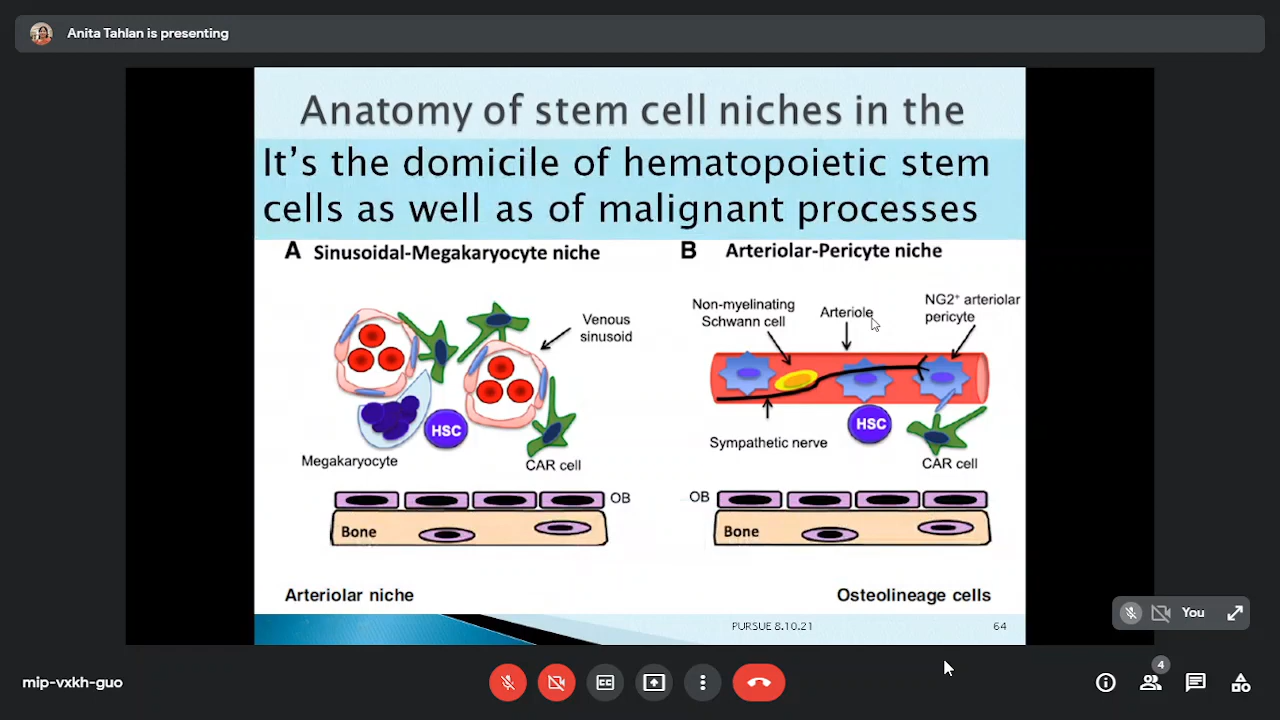 Anita Tahlan is presenting
Anatomy of stem cell niches in the
It's the domicile of hematopoietic stem
cells as well as of malignant processes
A Sinusoidal-Megakaryocyte niche
Venous
sinusoid
HSC
Megakaryocyte
CAR cell
OB
Bone
B Arteriolar-Pericyte niche
Non-myelinating
Schwann cell
Arteriole
NG2⁺ arteriolar
pericyte
HSC
Sympathetic nerve
CAR cell
OB
Bone
Arteriolar niche
Osteolineage cells
PURSUE 8.10.21
64
You
mip-vxkh-guo
CC
4